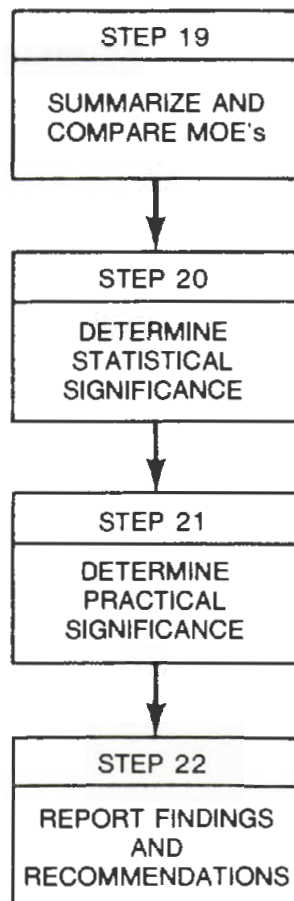 STEP 19
SUMMARIZE AND
COMPARE MOE's
STEP 20
DETERMINE
STATISTICAL
SIGNIFICANCE
STEP 21
DETERMINE
PRACTICAL
SIGNIFICANCE
STEP 22
REPORT FINDINGS
AND
RECOMMENDATIONS